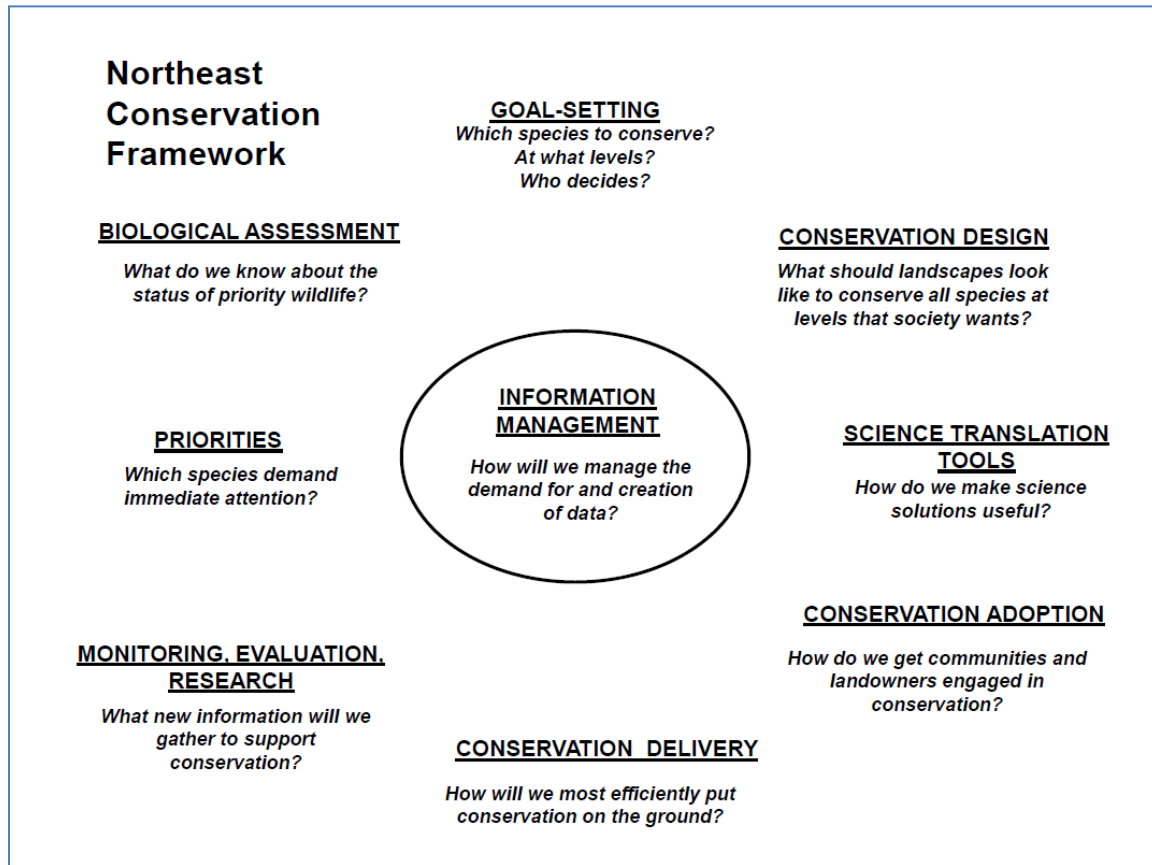 Northeast
Conservation
Framework
GOAL-SETTING
Which species to conserve?
At what levels?
Who decides?
BIOLOGICAL ASSESSMENT
What do we know about the
status of priority wildlife?
CONSERVATION DESIGN
What should landscapes look
like to conserve all species at
levels that society wants?
INFORMATION
MANAGEMENT
How will we manage the
demand for and creation
of data?
PRIORITIES
Which species demand
immediate attention?
SCIENCE TRANSLATION
TOOLS
How do we make science
solutions useful?
CONSERVATION ADOPTION
How do we get communities and
landowners engaged in
conservation?
MONITORING, EVALUATION,
RESEARCH
What new information will we
gather to support
conservation?
CONSERVATION DELIVERY
How will we most efficiently put
conservation on the ground?